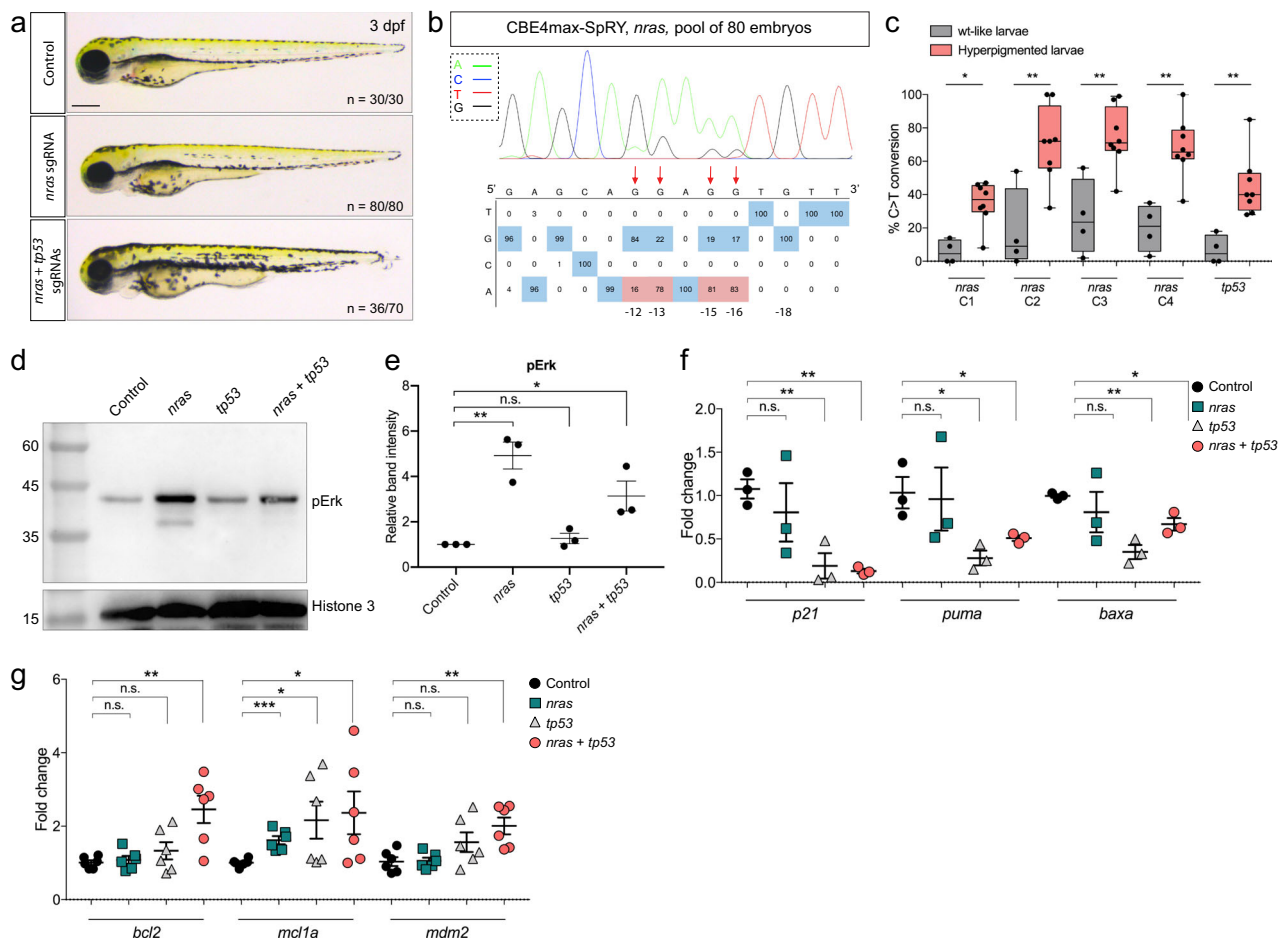 a
Control
3 dpf
n = 30/30
nras sgRNA
n = 80/80
nras + tp53
sgRNAs
n = 36/70
b
CBE4max-SpRY, nras, pool of 80 embryos
A
C
T
G
5' G A G C A G G A G G T G T T 3'
T 0 3 0 0 0 0 0 0 0 0 100 0 100 100
G 96 0 99 0 0 84 22 0 19 17 0 100 0 0
C 0 0 1 100 0 0 0 0 0 0 0 0 0 0
A 4 96 0 0 99 16 78 100 81 83 0 0 0 0
-12 -13 -15 -16 -18
c
wt-like larvae
Hyperpigmented larvae
* ** ** ** **
% C>T conversion
100
80
60
40
20
0
nras nras nras nras tp53
C1 C2 C3 C4
d
Control nras tp53 nras + tp53
60
45
35
pErk
15
Histone 3
e
pErk
*
n.s.
**
Relative band intensity
8
6
4
2
0
Control nras tp53 nras + tp53
f
Control
nras
tp53
nras + tp53
** * *
** * **
n.s. n.s. n.s.
Fold change
2.0
1.5
1.0
0.5
0.0
p21 puma baxa
g
Control
nras
tp53
nras + tp53
** * **
n.s. * n.s.
n.s. *** n.s.
Fold change
6
4
2
0
bcl2 mcl1a mdm2